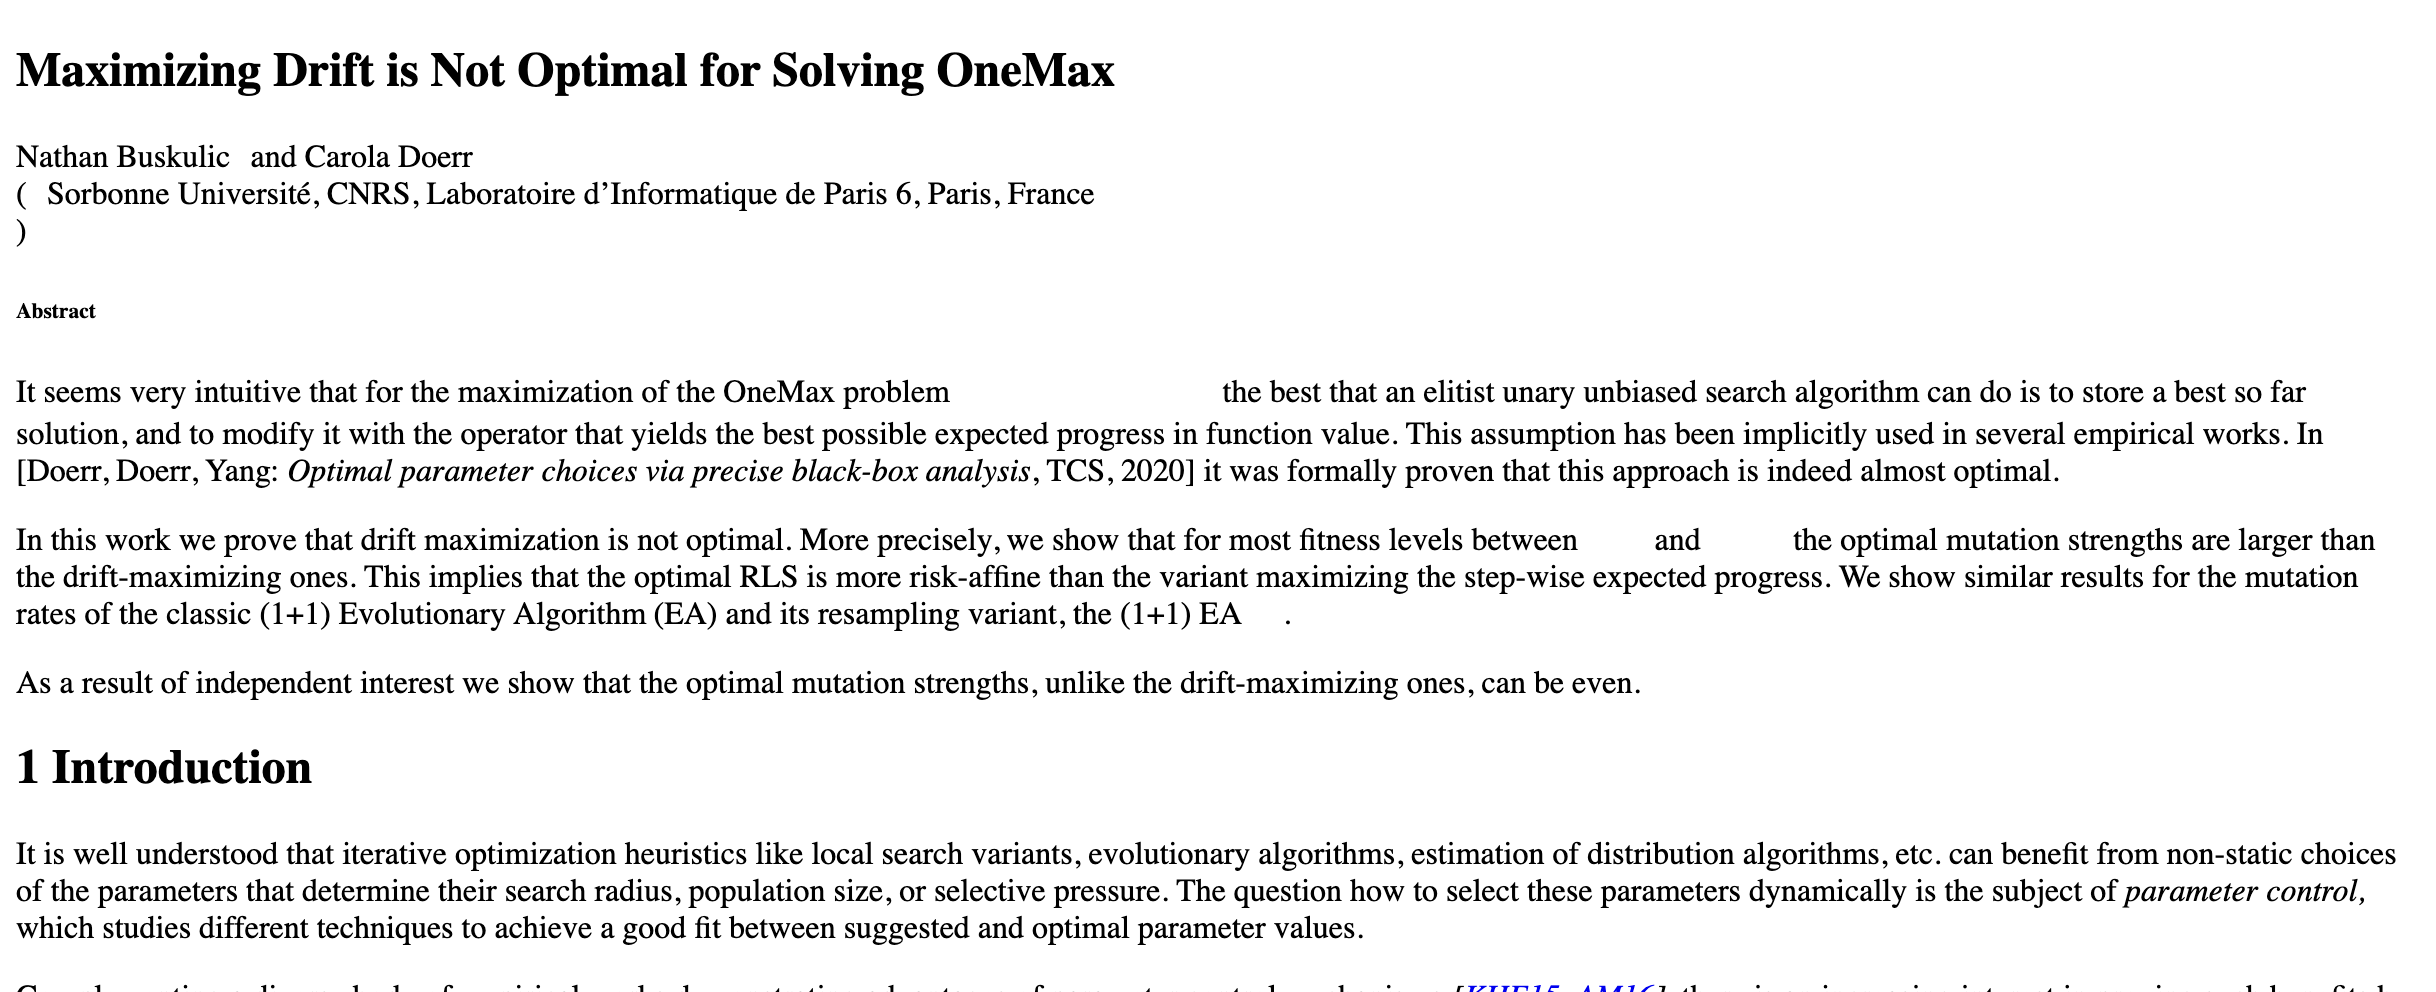 Maximizing Drift is Not Optimal for Solving OneMax
Nathan Buskulic and Carola Doerr
( Sorbonne Université, CNRS, Laboratoire d’Informatique de Paris 6, Paris, France
)
Abstract
It seems very intuitive that for the maximization of the OneMax problem the best that an elitist unary unbiased search algorithm can do is to store a best so far
solution, and to modify it with the operator that yields the best possible expected progress in function value. This assumption has been implicitly used in several empirical works. In
[Doerr, Doerr, Yang: Optimal parameter choices via precise black-box analysis, TCS, 2020] it was formally proven that this approach is indeed almost optimal.
In this work we prove that drift maximization is not optimal. More precisely, we show that for most fitness levels between and the optimal mutation strengths are larger than
the drift-maximizing ones. This implies that the optimal RLS is more risk-affine than the variant maximizing the step-wise expected progress. We show similar results for the mutation
rates of the classic (1+1) Evolutionary Algorithm (EA) and its resampling variant, the (1+1) EA .
As a result of independent interest we show that the optimal mutation strengths, unlike the drift-maximizing ones, can be even.
1 Introduction
It is well understood that iterative optimization heuristics like local search variants, evolutionary algorithms, estimation of distribution algorithms, etc. can benefit from non-static choices
of the parameters that determine their search radius, population size, or selective pressure. The question how to select these parameters dynamically is the subject of parameter control,
which studies different techniques to achieve a good fit between suggested and optimal parameter values.